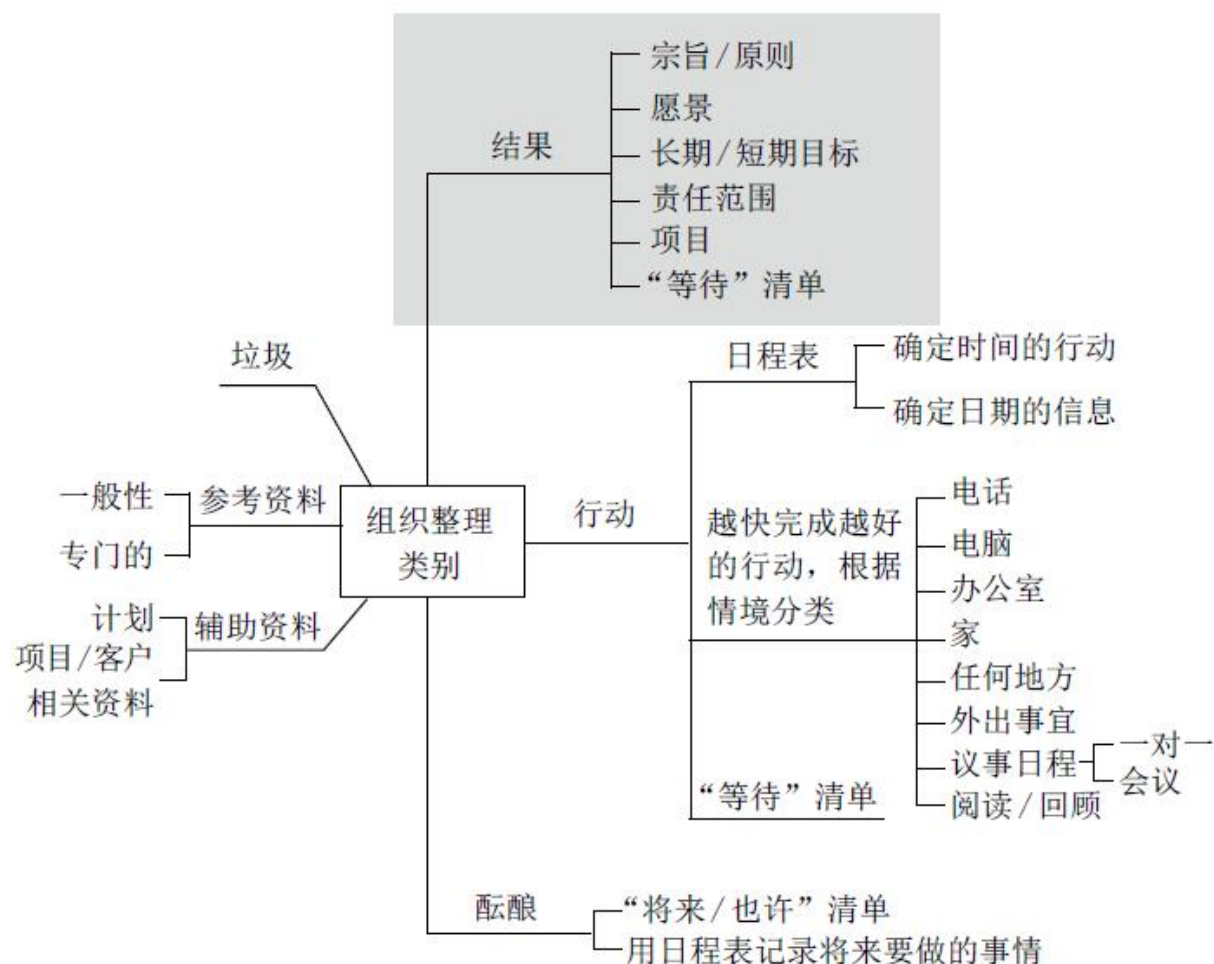 宗旨/原则
愿景
结果
长期/短期目标
责任范围
项目
“等待”清单
垃圾
日程表
确定时间的行动
确定日期的信息
一般性
参考资料
专门的
组织整理
类别
行动
越快完成越好
的行动，根据
情境分类
电话
电脑
办公室
家
任何地方
外出事宜
议事日程
一对一
会议
阅读/回顾
计划
辅助资料
项目/客户
相关资料
“等待”清单
酝酿
“将来/也许”清单
用日程表记录将来要做的事情